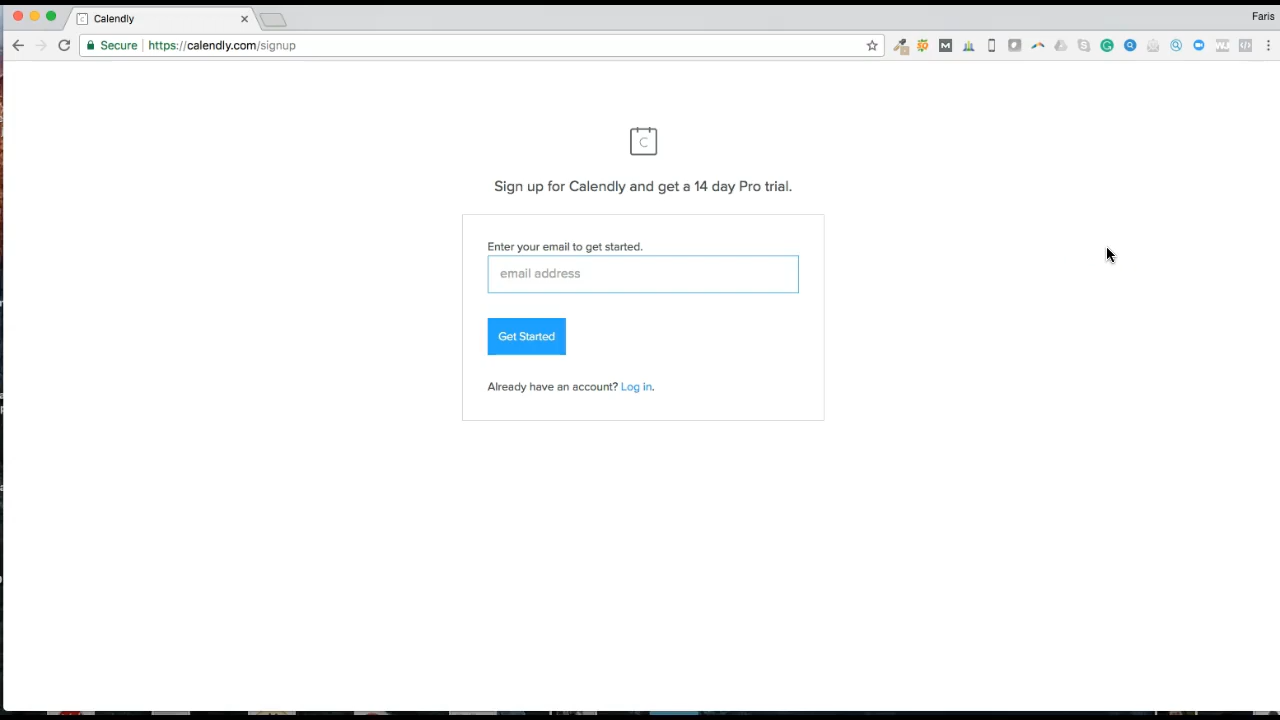 Calendly
Faris
Secure
https://calendly.com/signup
C
Sign up for Calendly and get a 14 day Pro trial.
Enter your email to get started.
email address
Get Started
Already have an account? Log in.